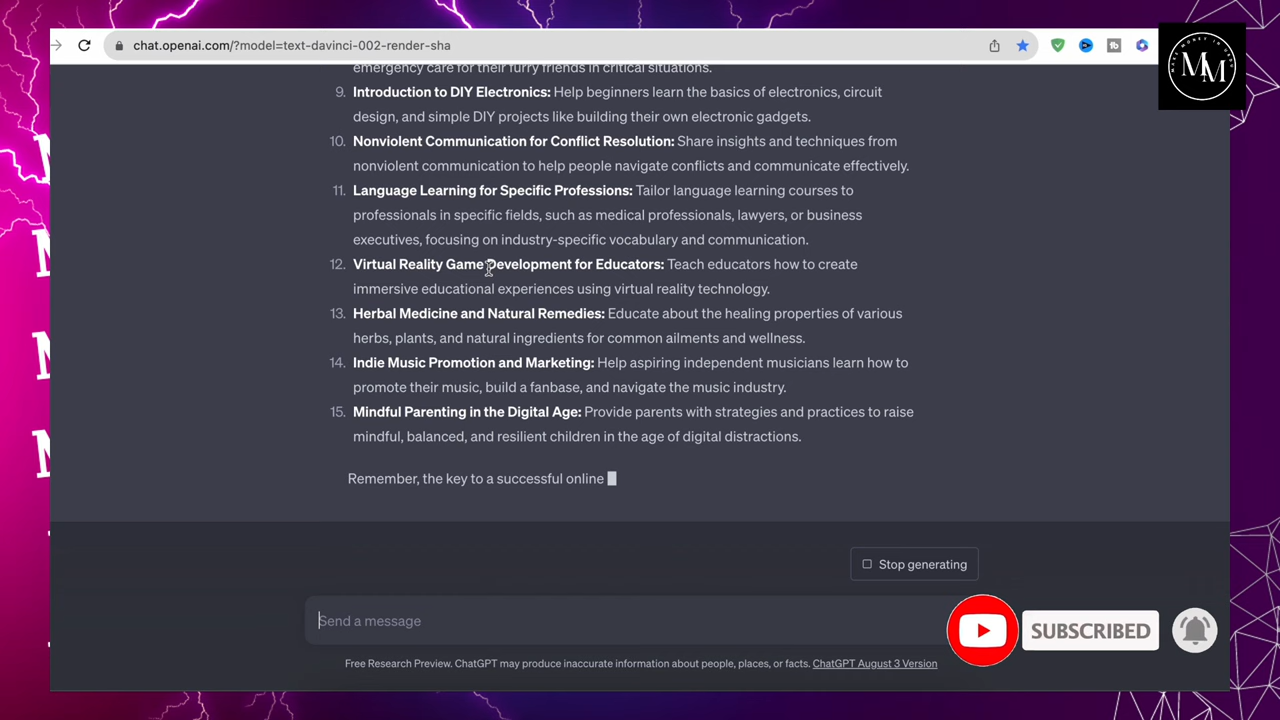 chat.openai.com/?model=text-davinci-002-render-sha
MM
emergency care for their furry friends in critical situations.
9. Introduction to DIY Electronics: Help beginners learn the basics of electronics, circuit
design, and simple DIY projects like building their own electronic gadgets.
10. Nonviolent Communication for Conflict Resolution: Share insights and techniques from
nonviolent communication to help people navigate conflicts and communicate effectively.
11. Language Learning for Specific Professions: Tailor language learning courses to
professionals in specific fields, such as medical professionals, lawyers, or business
executives, focusing on industry-specific vocabulary and communication.
12. Virtual Reality Game Development for Educators: Teach educators how to create
immersive educational experiences using virtual reality technology.
13. Herbal Medicine and Natural Remedies: Educate about the healing properties of various
herbs, plants, and natural ingredients for common ailments and wellness.
14. Indie Music Promotion and Marketing: Help aspiring independent musicians learn how to
promote their music, build a fanbase, and navigate the music industry.
15. Mindful Parenting in the Digital Age: Provide parents with strategies and practices to raise
mindful, balanced, and resilient children in the age of digital distractions.
Remember, the key to a successful online
Stop generating
Send a message
SUBSCRIBED
Free Research Preview. ChatGPT may produce inaccurate information about people, places, or facts. ChatGPT August 3 Version